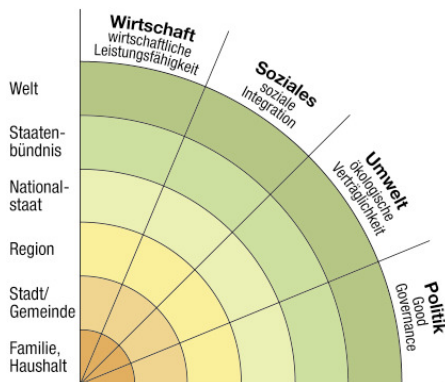 Wirtschaft
wirtschaftliche
Leistungsfähigkeit
Soziales
soziale
Integration
Umwelt
ökologische
Verträglichkeit
Politik
Good
Governance
Welt
Staaten-
bündnis
National-
staat
Region
Stadt/
Gemeinde
Familie,
Haushalt